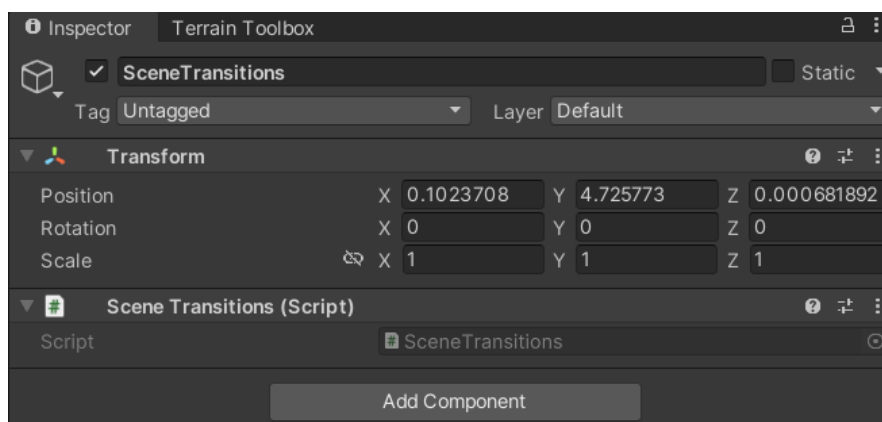 Inspector Terrain Toolbox
SceneTransitions Static
Tag Untagged Layer Default
Transform
Position X 0.1023708 Y 4.725773 Z 0.000681892
Rotation X 0 Y 0 Z 0
Scale X 1 Y 1 Z 1
# Scene Transitions (Script)
Script # SceneTransitions
Add Component